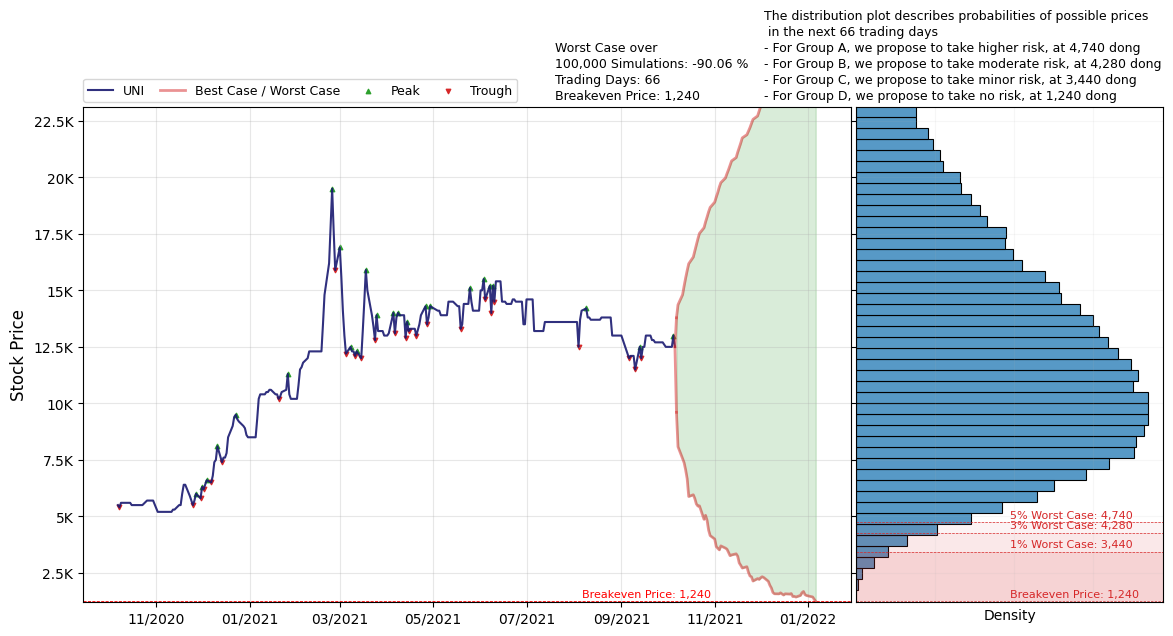 The distribution plot describes probabilities of possible prices
in the next 66 trading days
- For Group A, we propose to take higher risk, at 4,740 dong
- For Group B, we propose to take moderate risk, at 4,280 dong
- For Group C, we propose to take minor risk, at 3,440 dong
- For Group D, we propose to take no risk, at 1,240 dong
Worst Case over
100,000 Simulations: -90.06 %
Trading Days: 66
Breakeven Price: 1,240
UNI
Best Case / Worst Case
Peak
Trough
Stock Price
22.5K
20K
17.5K
15K
12.5K
10K
7.5K
5K
2.5K
11/2020
01/2021
03/2021
05/2021
07/2021
09/2021
11/2021
01/2022
Breakeven Price: 1,240
5% Worst Case: 4,740
3% Worst Case: 4,280
1% Worst Case: 3,440
Breakeven Price: 1,240
Density